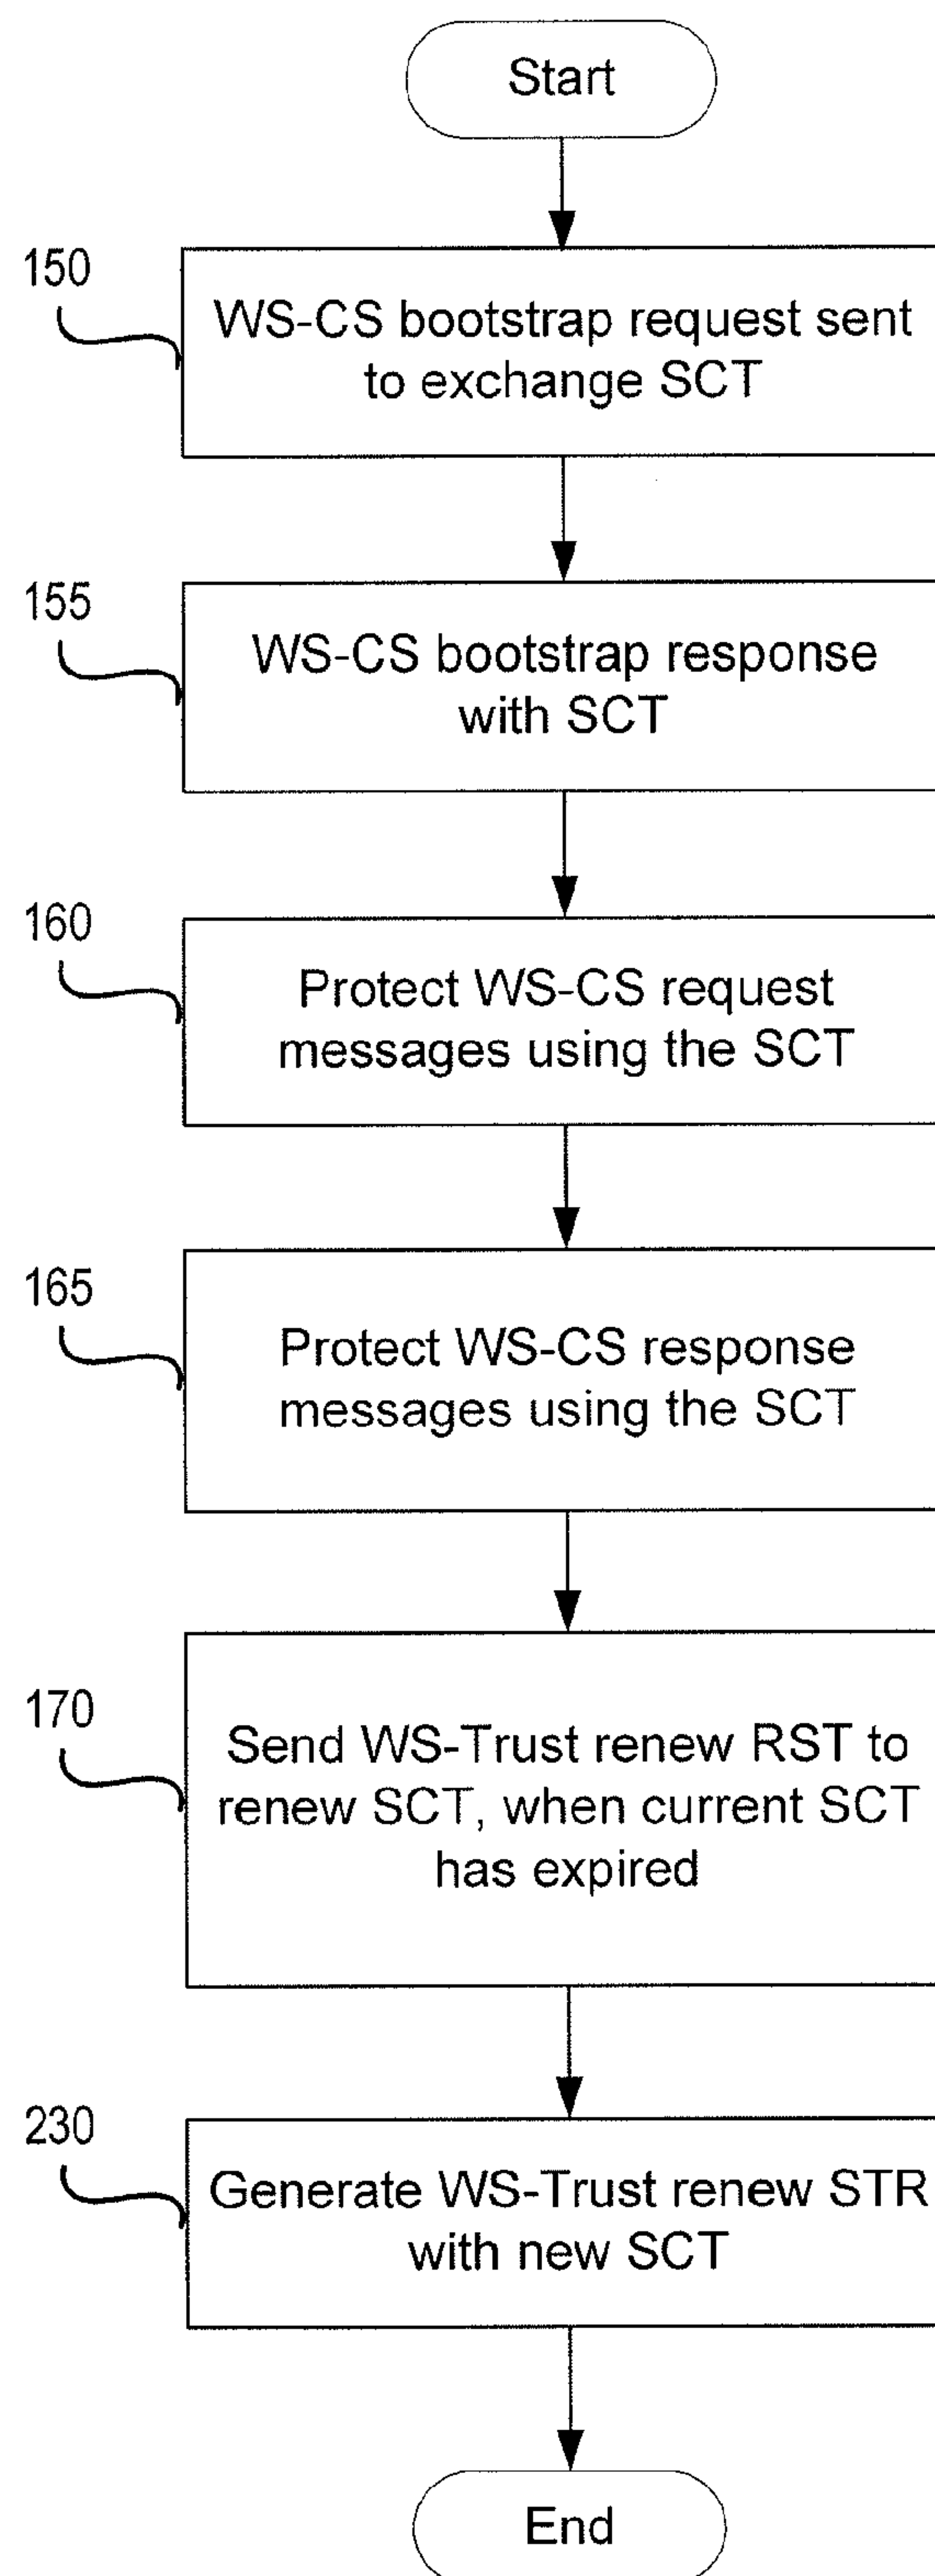 Start
150
WS-CS bootstrap request sent
to exchange SCT
155
WS-CS bootstrap response
with SCT
160
Protect WS-CS request
messages using the SCT
165
Protect WS-CS response
messages using the SCT
170
Send WS-Trust renew RST to
renew SCT, when current SCT
has expired
230
Generate WS-Trust renew STR
with new SCT
End